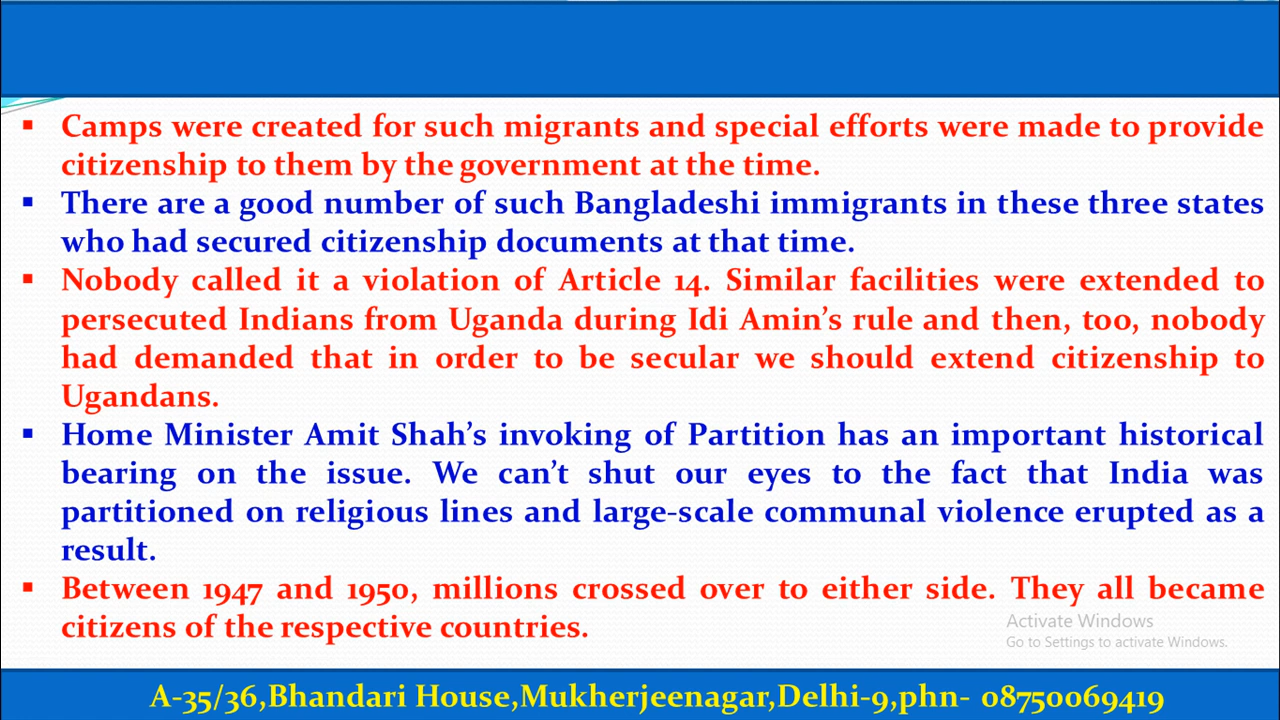 ▪ Camps were created for such migrants and special efforts were made to provide
citizenship to them by the government at the time.
▪ There are a good number of such Bangladeshi immigrants in these three states
who had secured citizenship documents at that time.
▪ Nobody called it a violation of Article 14. Similar facilities were extended to
persecuted Indians from Uganda during Idi Amin’s rule and then, too, nobody
had demanded that in order to be secular we should extend citizenship to
Ugandans.
▪ Home Minister Amit Shah’s invoking of Partition has an important historical
bearing on the issue. We can’t shut our eyes to the fact that India was
partitioned on religious lines and large-scale communal violence erupted as a
result.
▪ Between 1947 and 1950, millions crossed over to either side. They all became
citizens of the respective countries.
Activate Windows
Go to Settings to activate Windows.
A-35/36,Bhandari House,Mukherjeenagar,Delhi-9,phn- 08750069419